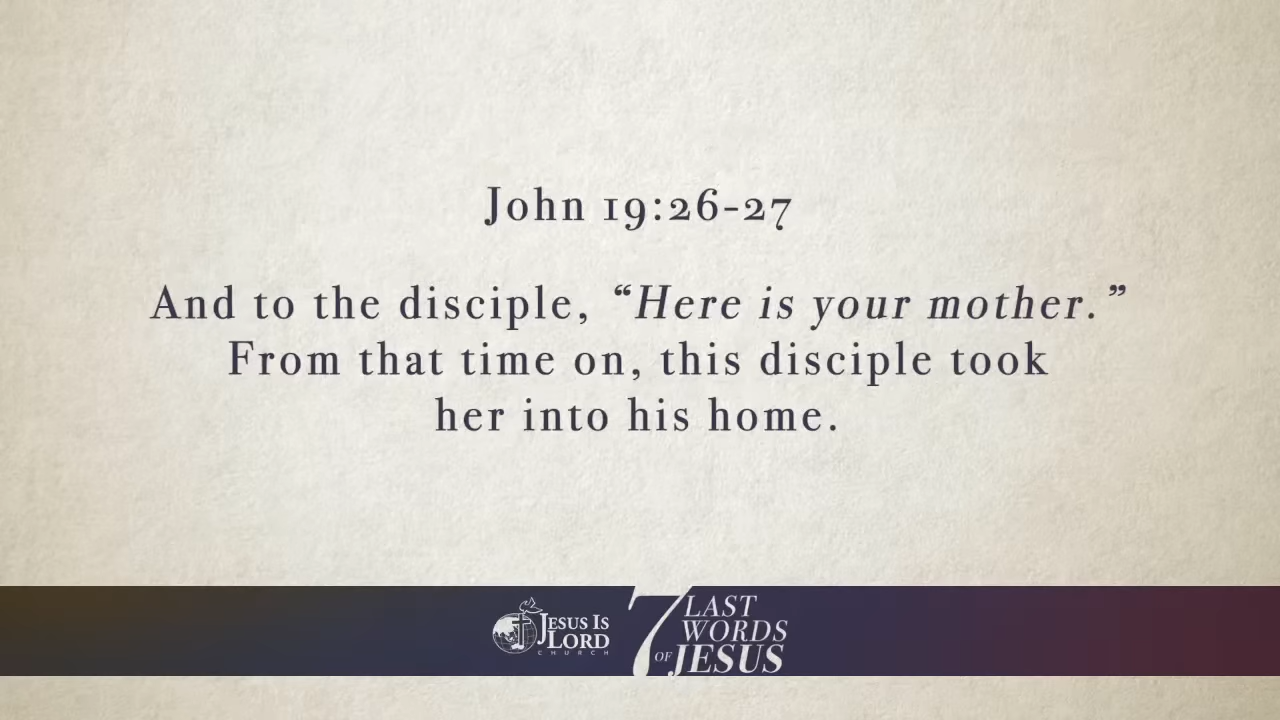 John 19:26-27
And to the disciple, “Here is your mother.”
From that time on, this disciple took
her into his home.
JESUS IS
LORD
CHURCH
7 LAST
WORDS
OF JESUS